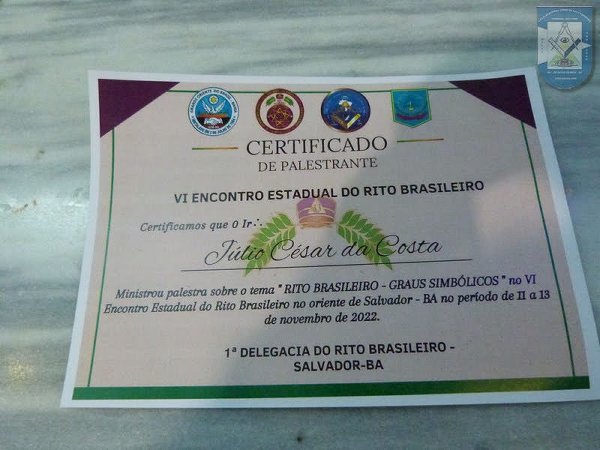 CERTIFICADO
DE PALESTRANTE
VI ENCONTRO ESTADUAL DO RITO BRASILEIRO
Certificamos que O Ir∴
Júlio César da Costa
Ministrou palestra sobre o tema " RITO BRASILEIRO - GRAUS SIMBÓLICOS " no VI
Encontro Estadual do Rito Brasileiro no oriente de Salvador - BA no período de 11 a 13
de novembro de 2022.
1ª DELEGACIA DO RITO BRASILEIRO -
SALVADOR-BA